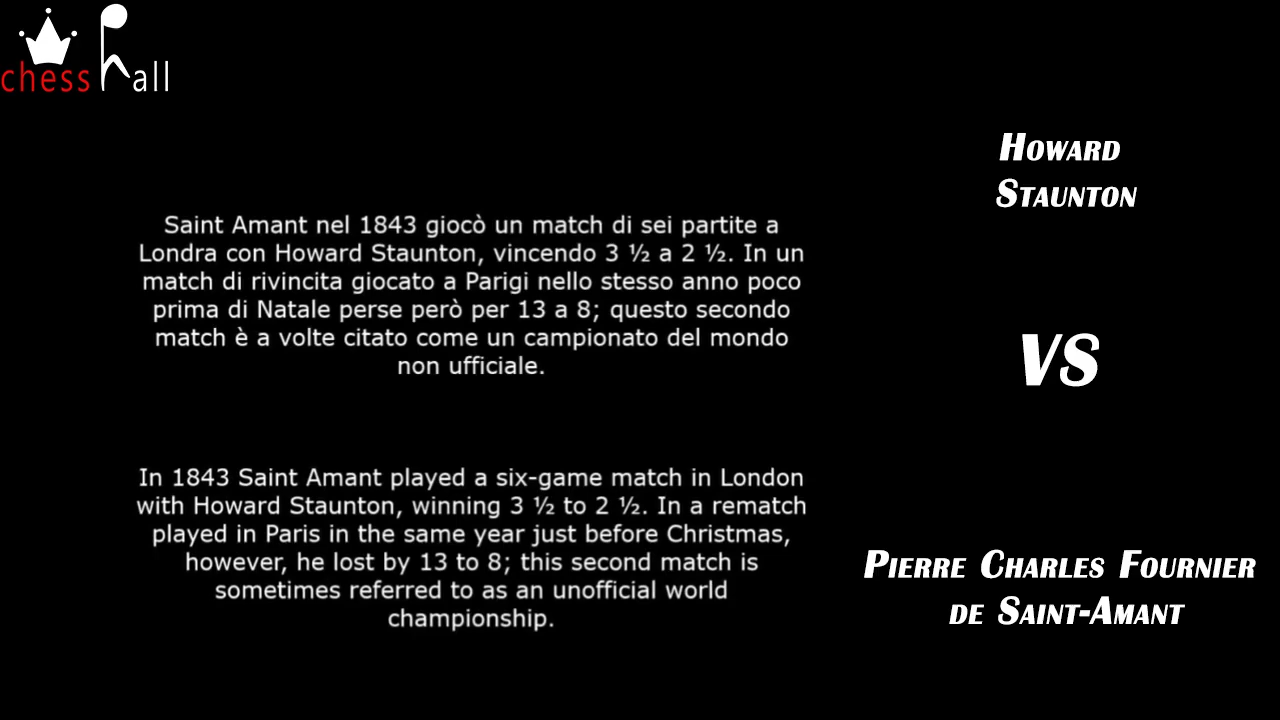 chess hall
Saint Amant nel 1843 giocò un match di sei partite a
Londra con Howard Staunton, vincendo 3 ½ a 2 ½. In un
match di rivincita giocato a Parigi nello stesso anno poco
prima di Natale perse però per 13 a 8; questo secondo
match è a volte citato come un campionato del mondo
non ufficiale.
In 1843 Saint Amant played a six-game match in London
with Howard Staunton, winning 3 ½ to 2 ½. In a rematch
played in Paris in the same year just before Christmas,
however, he lost by 13 to 8; this second match is
sometimes referred to as an unofficial world
championship.
Howard
Staunton
VS
Pierre Charles Fournier
de Saint-Amant